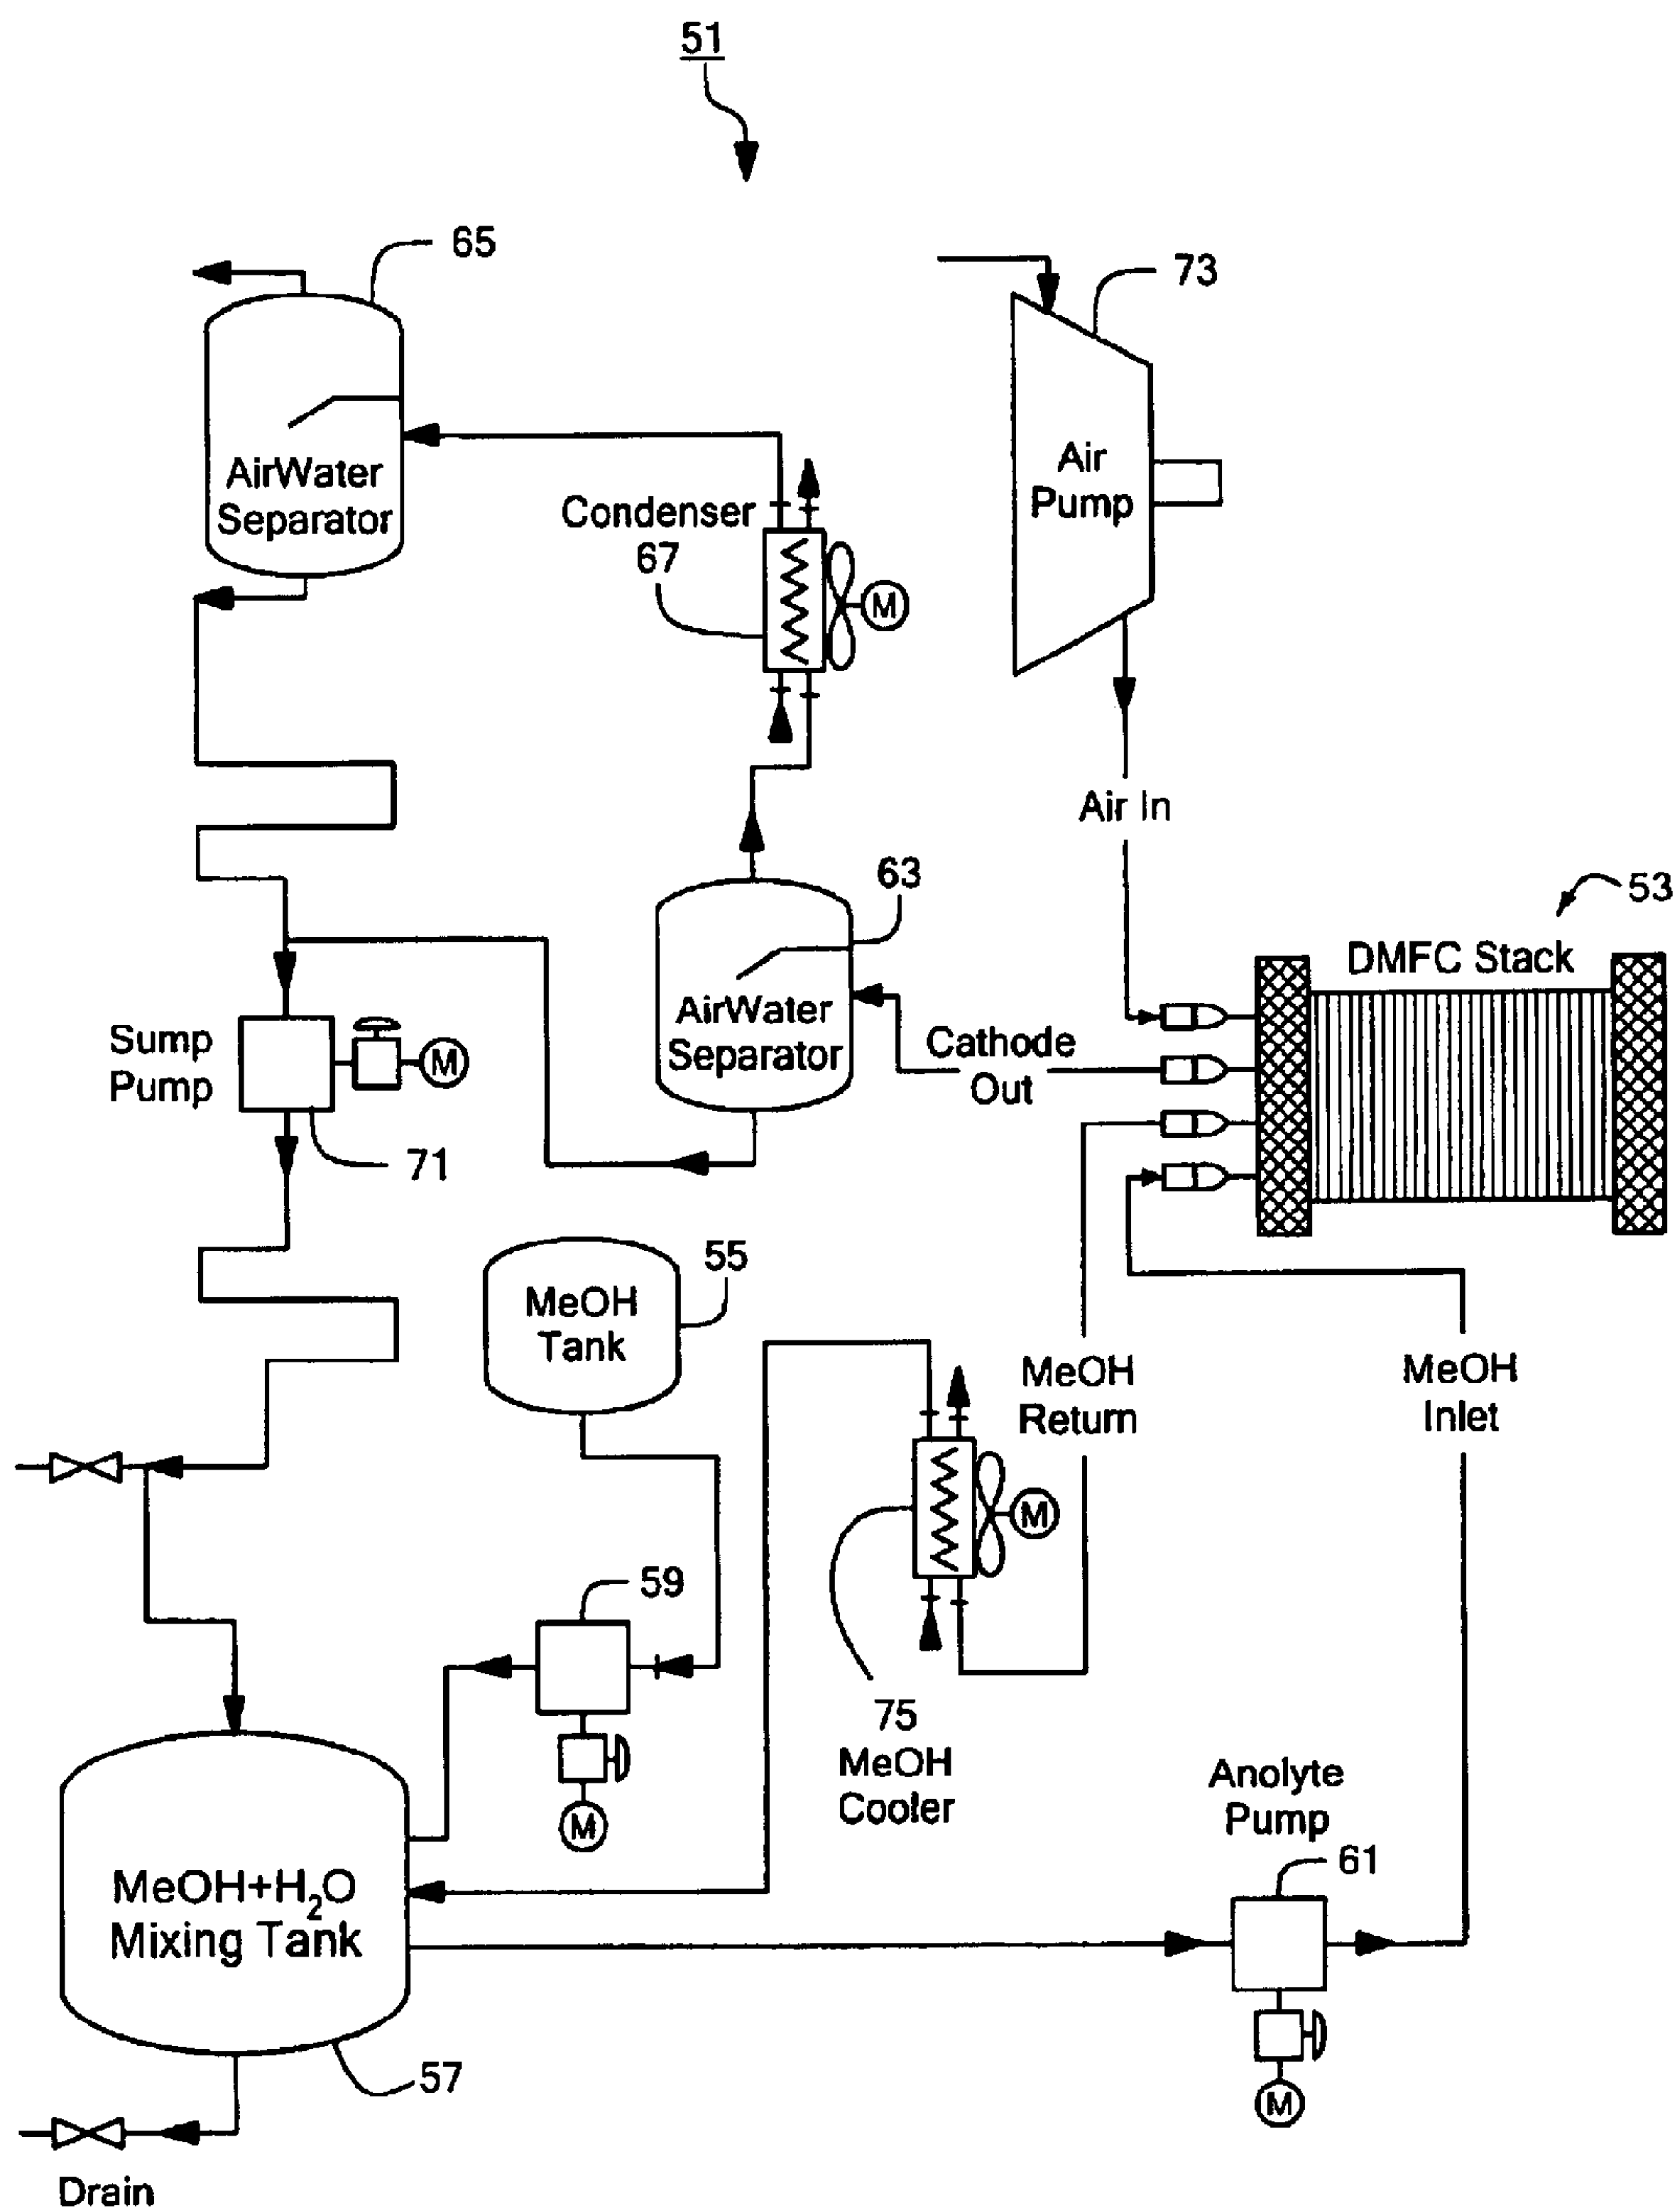 51
65
73
AirWater
Separator
Condenser
67
M
Air
Pump
Air In
63
53
DMFC Stack
AirWater
Separator
Cathode
Out
Sump
Pump
M
71
55
MeOH
Tank
MeOH
Return
MeOH
Inlet
M
59
75
MeOH
Cooler
M
Anolyte
Pump
61
MeOH+H₂O
Mixing Tank
57
M
Drain